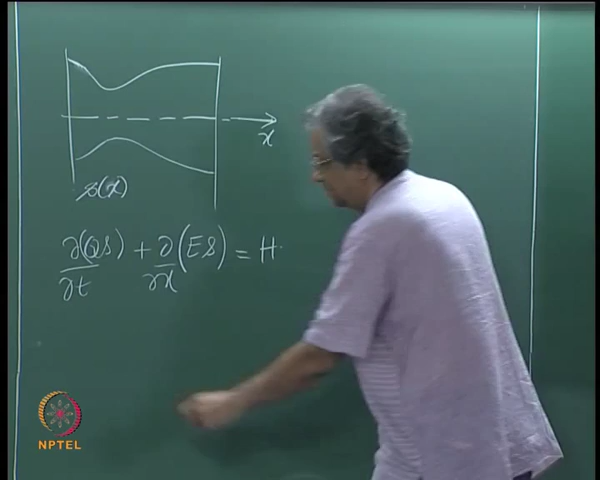 x
s(x)
∂(QS)/∂t + ∂/∂x (ES) = H
NPTEL